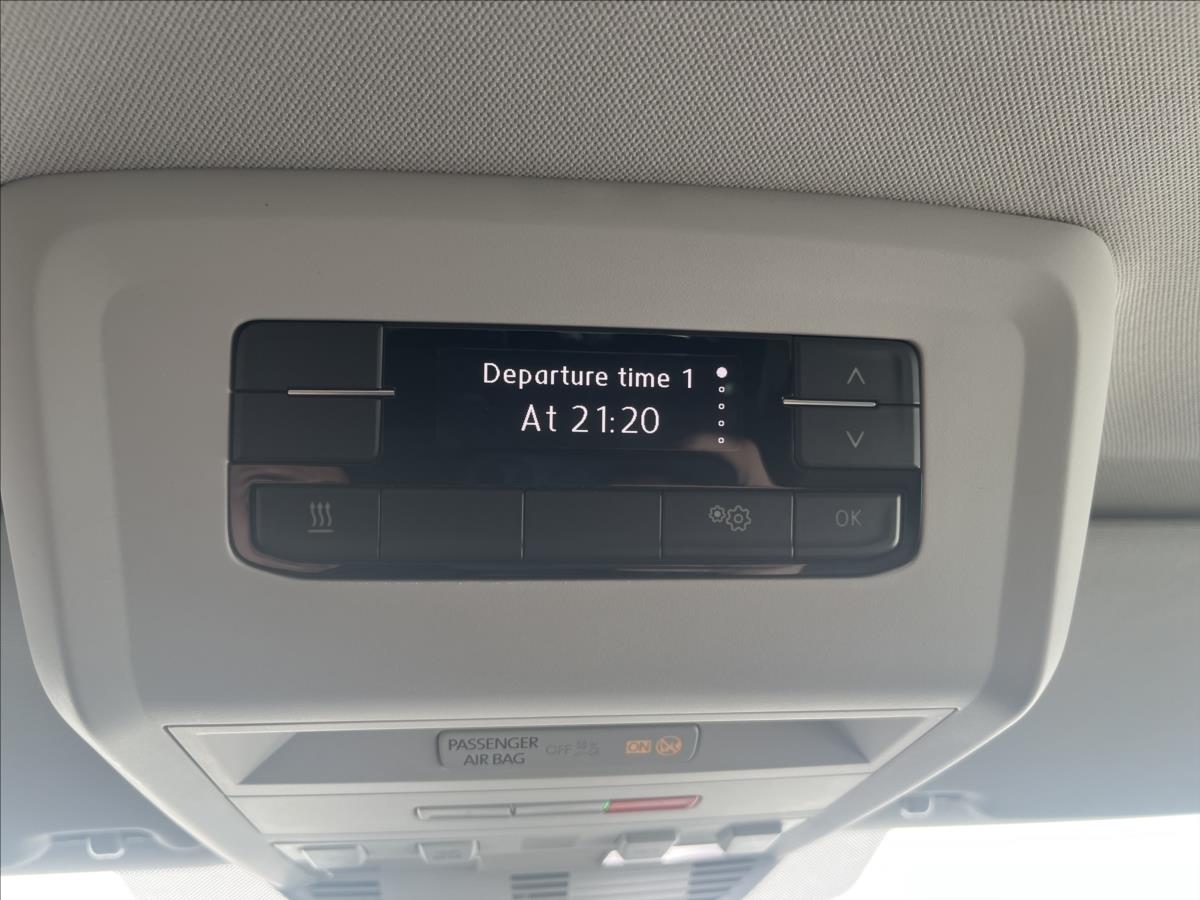 Departure time 1
At 21:20
OK
PASSENGER
AIR BAG
OFF
ON